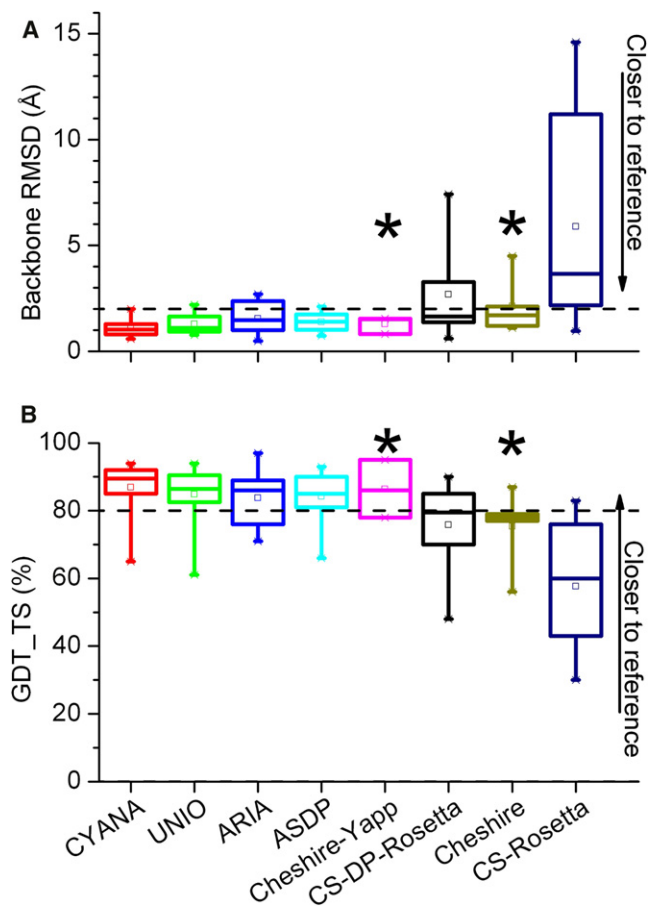 A
Backbone RMSD (Å)
15
10
5
0
Closer to reference
*
*
B
GDT_TS (%)
100
80
60
40
20
0
Closer to reference
*
*
CYANA
UNIO
ARIA
ASDP
Cheshire-Yapp
CS-DP-Rosetta
Cheshire
CS-Rosetta